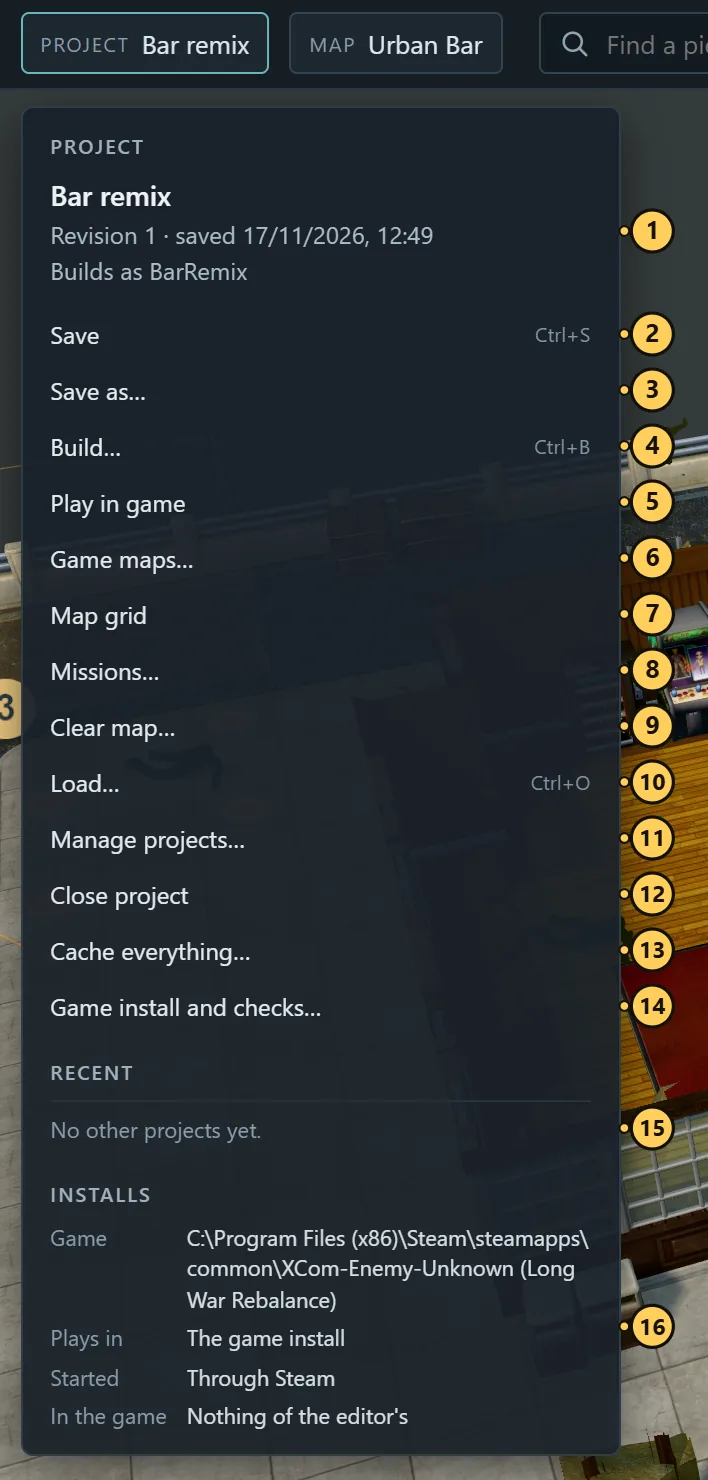 PROJECT Bar remix MAP Urban Bar Find a
PROJECT
Bar remix
Revision 1 · saved 17/11/2026, 12:49
1
Builds as BarRemix
Save Ctrl+S 2
Save as... 3
Build... Ctrl+B 4
Play in game 5
Game maps... 6
Map grid 7
Missions... 8
3
Clear map... 9
Load... Ctrl+O 10
Manage projects... 11
Close project 12
Cache everything... 13
Game install and checks... 14
RECENT
No other projects yet. 15
INSTALLS
Game C:\Program Files (x86)\Steam\steamapps\
common\XCom-Enemy-Unknown (Long
War Rebalance)
16
Plays in The game install
Started Through Steam
In the game Nothing of the editor's